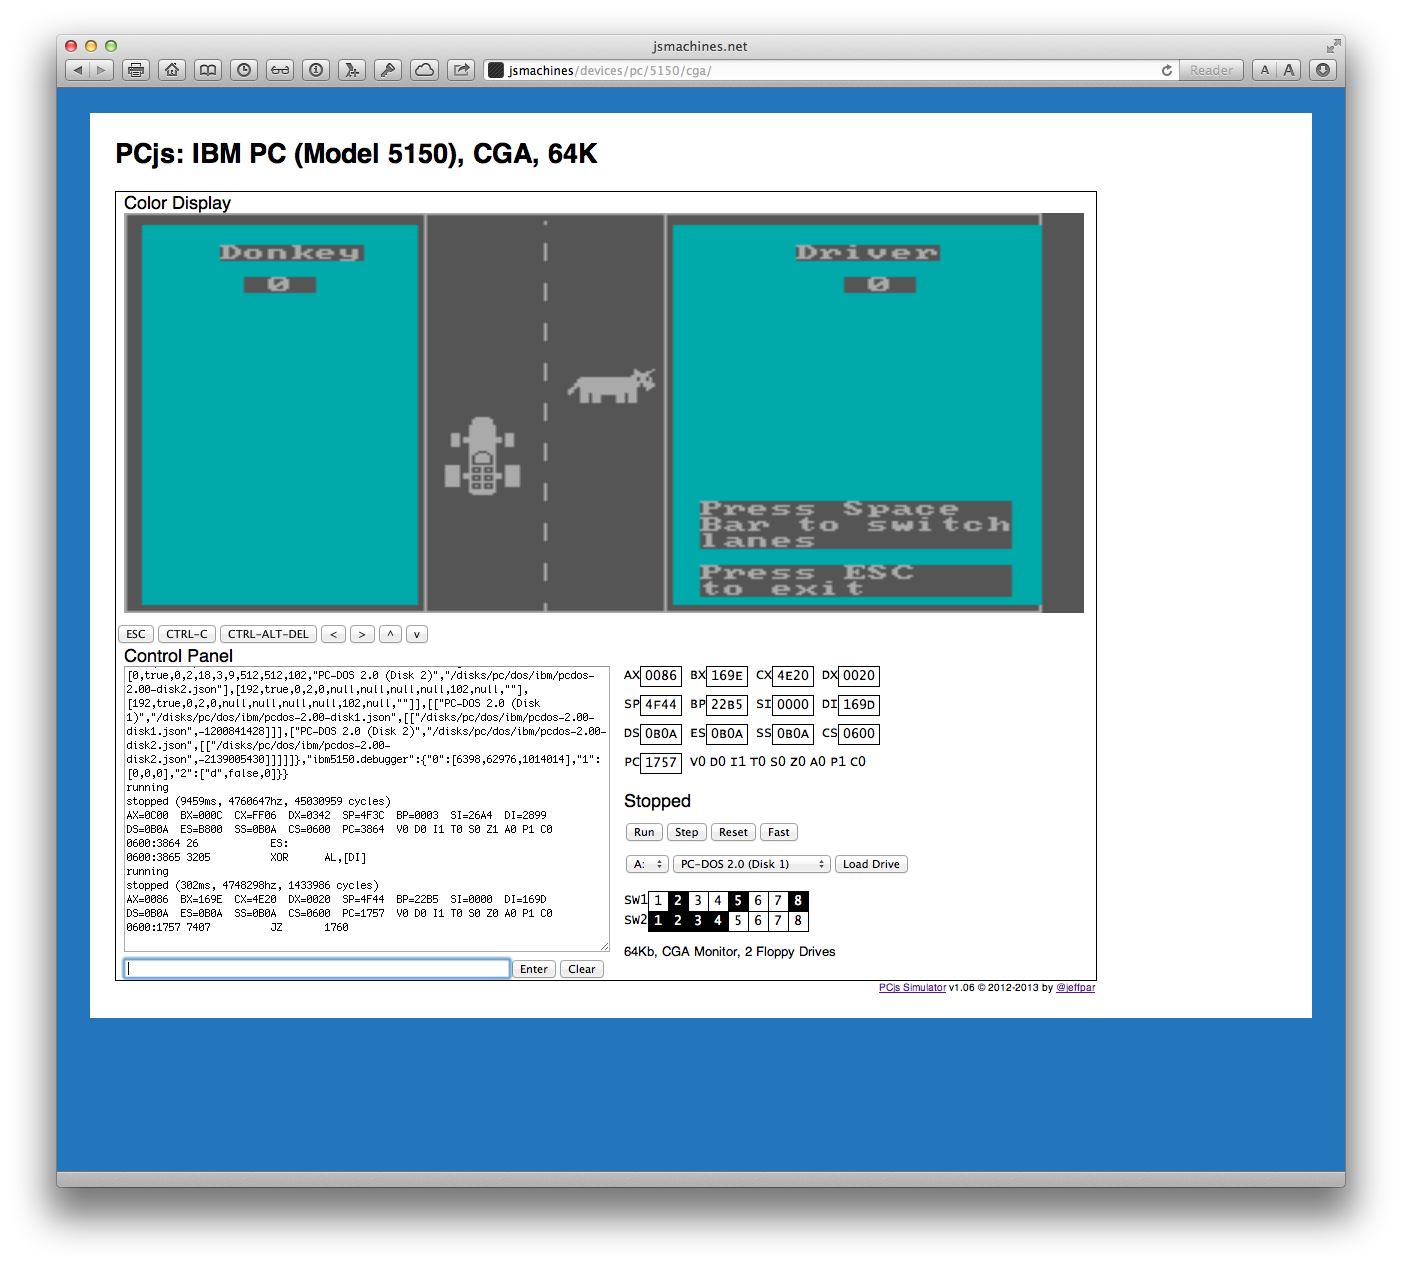 jsmachines.net
jsmachines/devices/pc/5150/cga/
Reader
A A
PCjs: IBM PC (Model 5150), CGA, 64K
Color Display
Donkey
0
Driver
0
Press Space
Bar to switch
lanes
Press ESC
to exit
ESC CTRL-C CTRL-ALT-DEL < > ^ v
Control Panel
[0,true,0,2,18,3,9,512,512,102,"PC-DOS 2.0 (Disk 2)","/disks/pc/dos/ibm/pcdos-
2.00-disk2.json"],[192,true,0,2,0,null,null,null,null,102,null,""],
[192,true,0,2,0,null,null,null,null,102,null,""]],[["PC-DOS 2.0 (Disk
1)","/disks/pc/dos/ibm/pcdos-2.00-disk1.json",[["/disks/pc/dos/ibm/pcdos-2.00-
disk1.json",-1200841428]]],["PC-DOS 2.0 (Disk 2)","/disks/pc/dos/ibm/pcdos-2.00-
disk2.json",[["/disks/pc/dos/ibm/pcdos-2.00-
disk2.json",-2139005430]]]]]},"ibm5150.debugger":{"0":[6398,62976,1014014],"1":
[0,0,0],"2":["d",false,0]}}
running
stopped (9459ms, 4760647hz, 45030959 cycles)
AX=0C00 BX=000C CX=FF06 DX=0342 SP=4F3C BP=0003 SI=26A4 DI=2899
DS=0B0A ES=B800 SS=0B0A CS=0600 PC=3864 V0 D0 I1 T0 S0 Z1 A0 P1 C0
0600:3864 26 ES:
0600:3865 3205 XOR AL,[DI]
running
stopped (302ms, 4748298hz, 1433986 cycles)
AX=0086 BX=169E CX=4E20 DX=0020 SP=4F44 BP=22B5 SI=0000 DI=169D
DS=0B0A ES=0B0A SS=0B0A CS=0600 PC=1757 V0 D0 I1 T0 S0 Z0 A0 P1 C0
0600:1757 7407 JZ 1760
Enter Clear
AX 0086 BX 169E CX 4E20 DX 0020
SP 4F44 BP 22B5 SI 0000 DI 169D
DS 0B0A ES 0B0A SS 0B0A CS 0600
PC 1757 V0 D0 I1 T0 S0 Z0 A0 P1 C0
Stopped
Run Step Reset Fast
A: PC-DOS 2.0 (Disk 1) Load Drive
SW1 1 2 3 4 5 6 7 8
SW2 1 2 3 4 5 6 7 8
64Kb, CGA Monitor, 2 Floppy Drives
PCjs Simulator v1.06 © 2012-2013 by @jeffpar